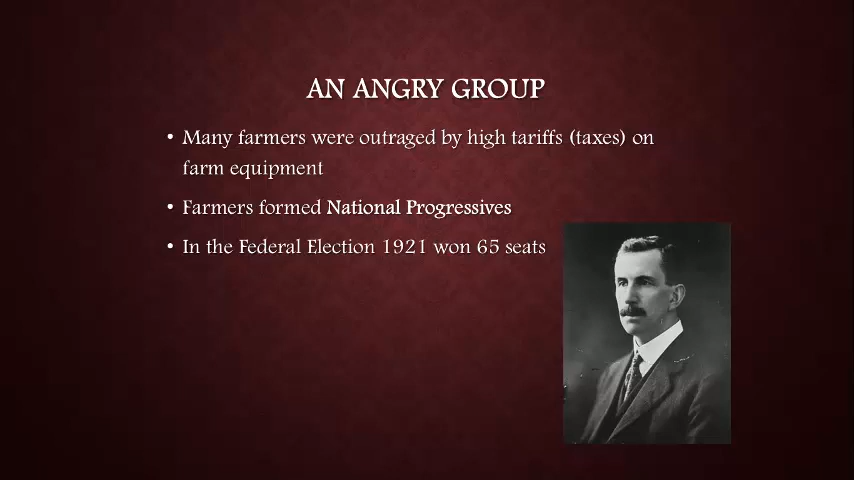 AN ANGRY GROUP
• Many farmers were outraged by high tariffs (taxes) on
farm equipment
• Farmers formed National Progressives
• In the Federal Election 1921 won 65 seats